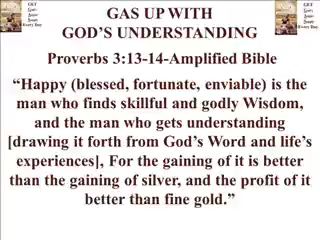 GAS UP WITH
GOD'S UNDERSTANDING
Proverbs 3:13-14-Amplified Bible
“Happy (blessed, fortunate, enviable) is the
man who finds skillful and godly Wisdom,
and the man who gets understanding
[drawing it forth from God’s Word and life’s
experiences], For the gaining of it is better
than the gaining of silver, and the profit of it
better than fine gold.”